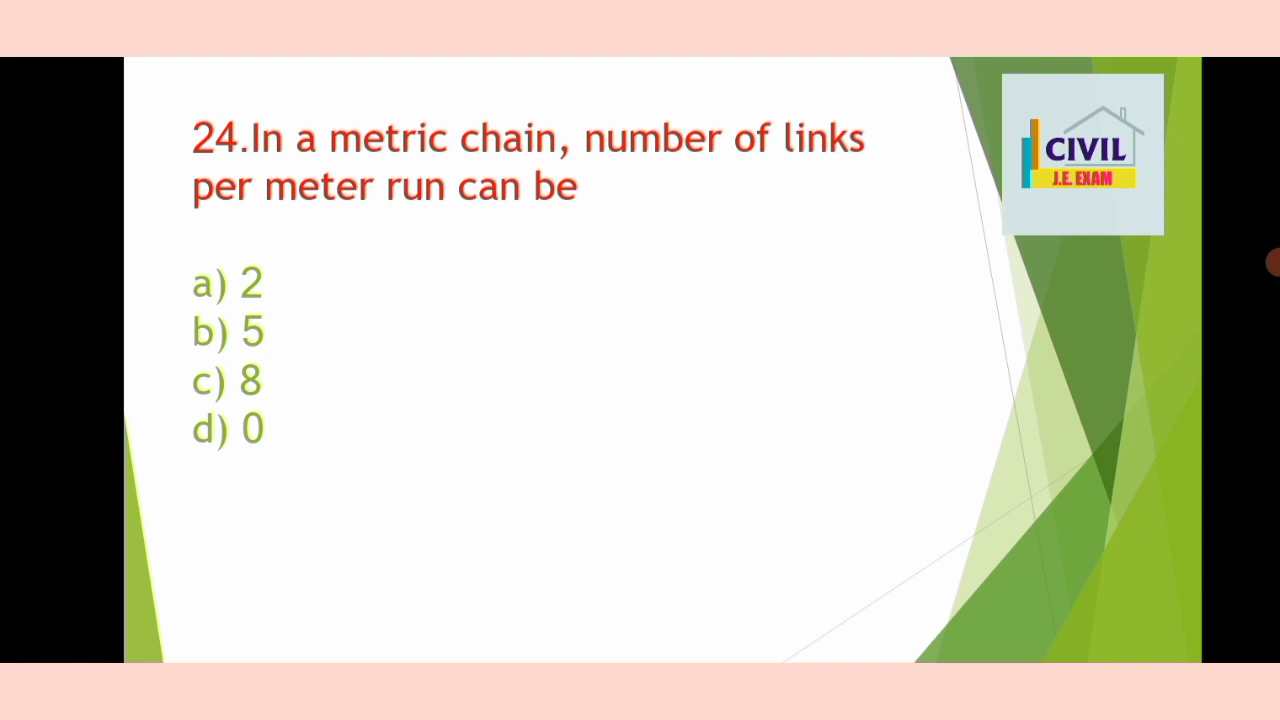 24.In a metric chain, number of links
per meter run can be
a) 2
b) 5
c) 8
d) 0
CIVIL
J.E. EXAM